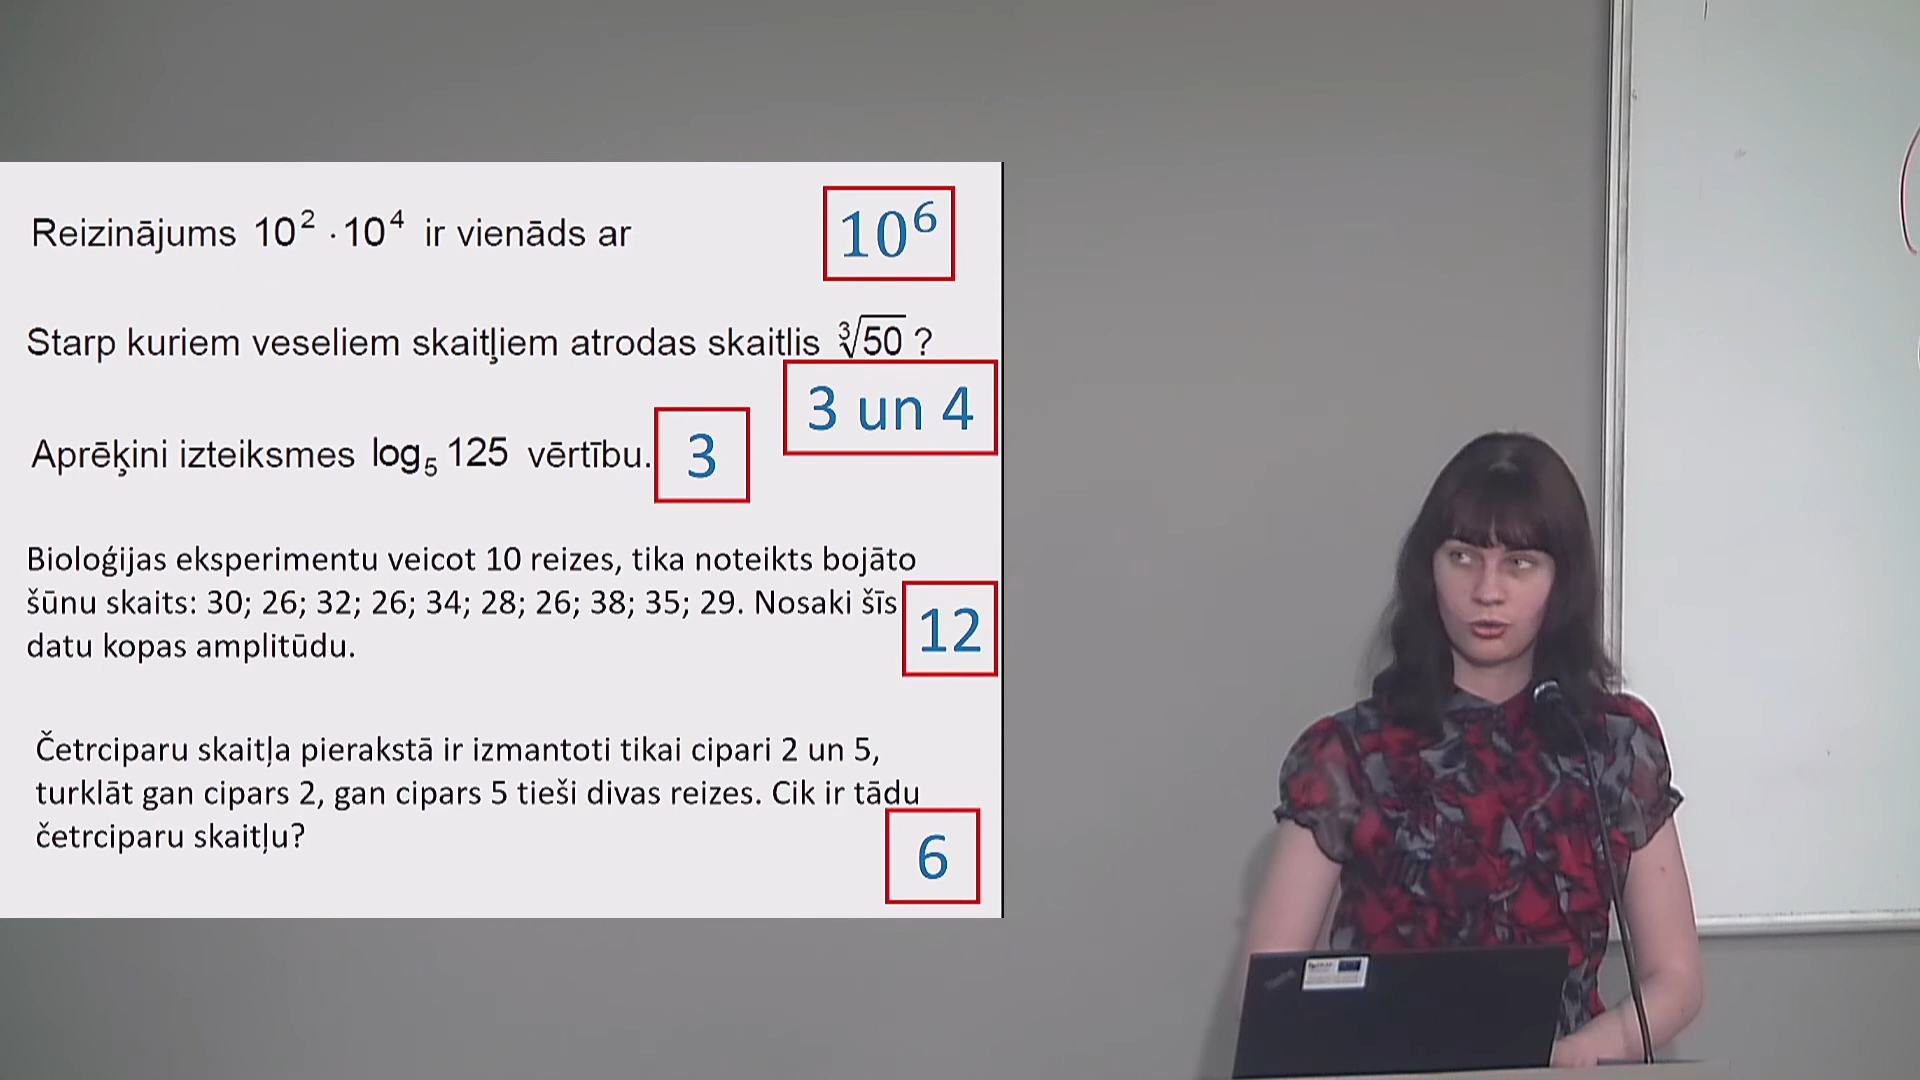 Reizinājums 10² · 10⁴ ir vienāds ar 10⁶
Starp kuriem veseliem skaitļiem atrodas skaitlis ∛50 ?
3 un 4
Aprēķini izteiksmes log₅ 125 vērtību. 3
Bioloģijas eksperimentu veicot 10 reizes, tika noteikts bojāto
šūnu skaits: 30; 26; 32; 26; 34; 28; 26; 38; 35; 29. Nosaki šīs
datu kopas amplitūdu.
12
Četrciparu skaitļa pierakstā ir izmantoti tikai cipari 2 un 5,
turklāt gan cipars 2, gan cipars 5 tieši divas reizes. Cik ir tādu
četrciparu skaitļu?
6